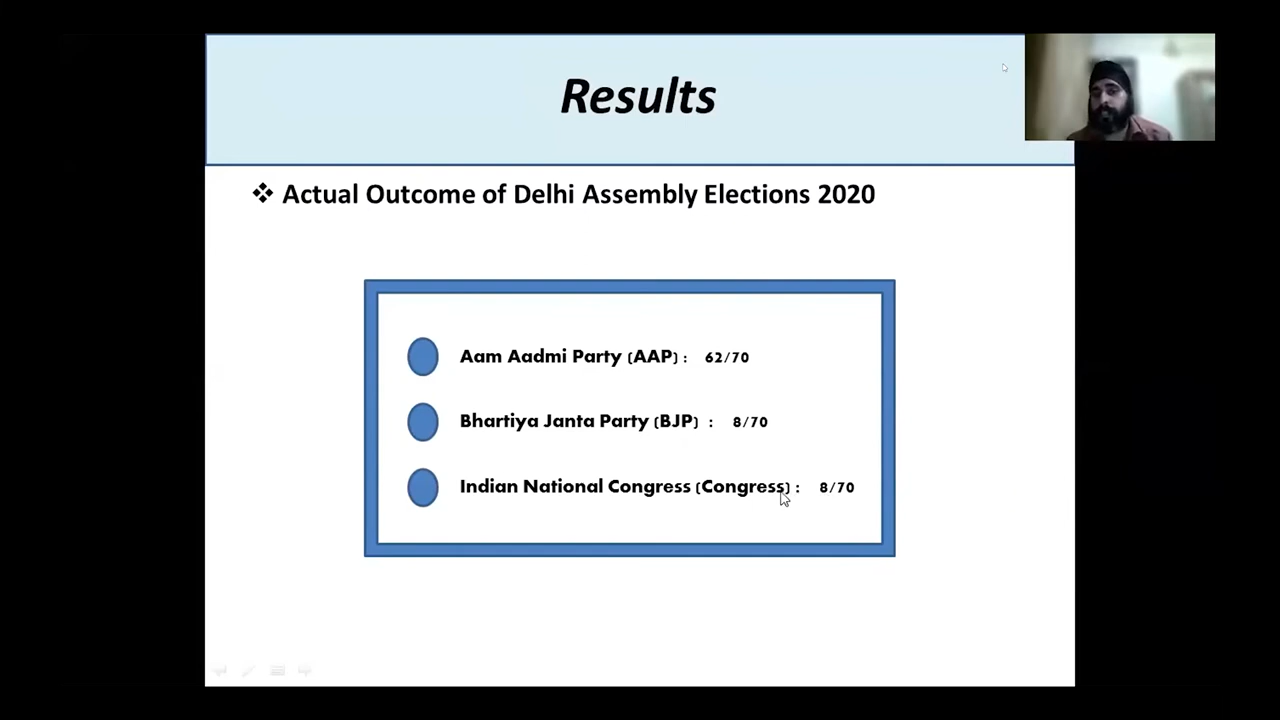 Results
❖ Actual Outcome of Delhi Assembly Elections 2020
Aam Aadmi Party (AAP) : 62/70
Bhartiya Janta Party (BJP) : 8/70
Indian National Congress (Congress) : 8/70